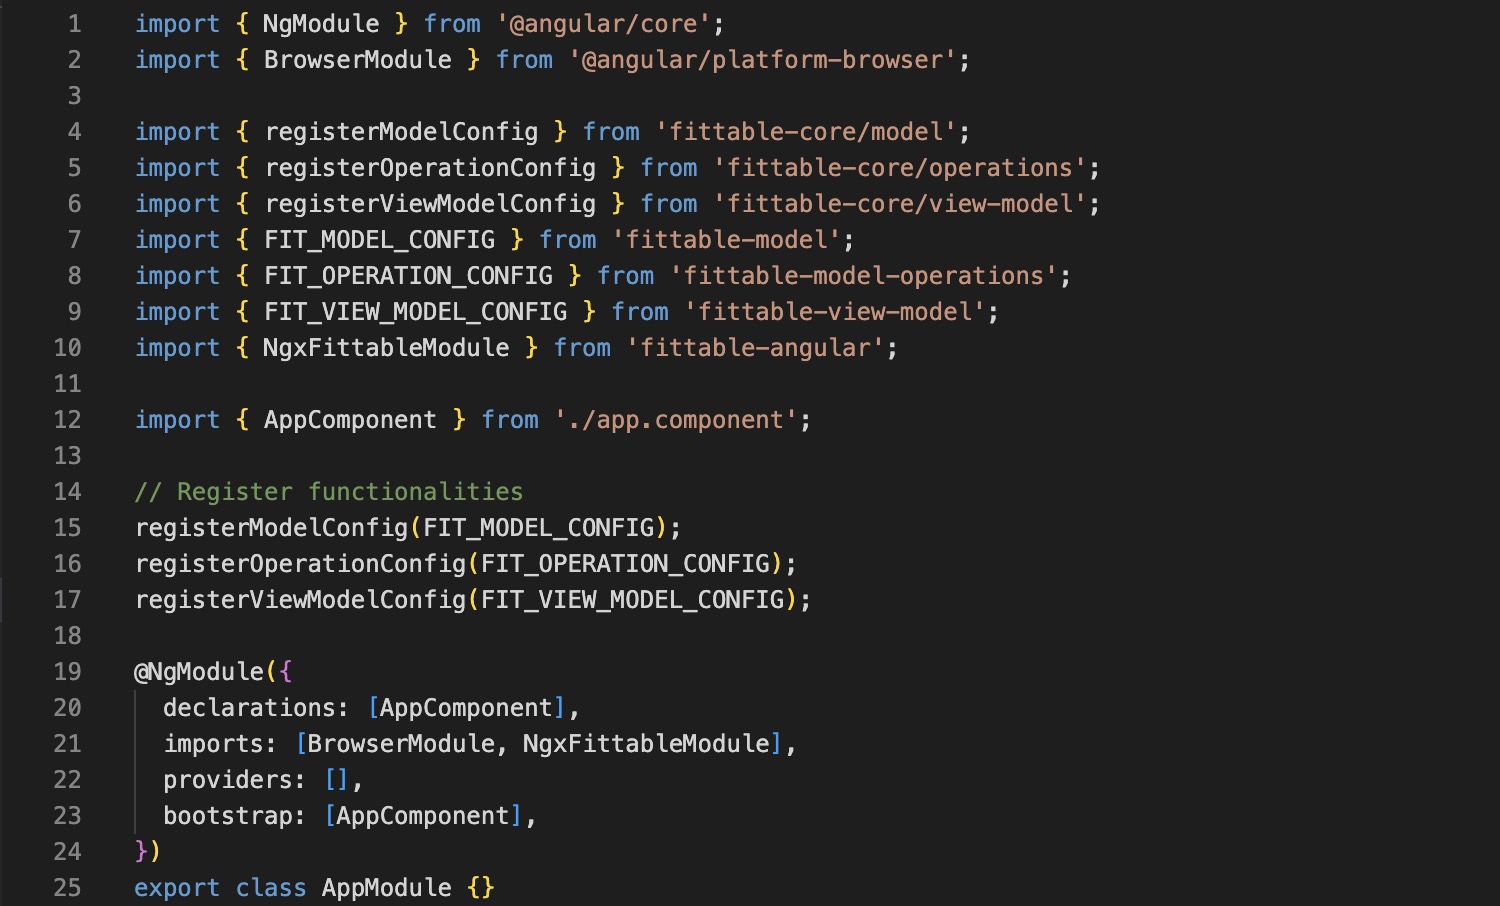 1 import { NgModule } from '@angular/core';
2 import { BrowserModule } from '@angular/platform-browser';
3
4 import { registerModelConfig } from 'fittable-core/model';
5 import { registerOperationConfig } from 'fittable-core/operations';
6 import { registerViewModelConfig } from 'fittable-core/view-model';
7 import { FIT_MODEL_CONFIG } from 'fittable-model';
8 import { FIT_OPERATION_CONFIG } from 'fittable-model-operations';
9 import { FIT_VIEW_MODEL_CONFIG } from 'fittable-view-model';
10 import { NgxFittableModule } from 'fittable-angular';
11
12 import { AppComponent } from './app.component';
13
14 // Register functionalities
15 registerModelConfig(FIT_MODEL_CONFIG);
16 registerOperationConfig(FIT_OPERATION_CONFIG);
17 registerViewModelConfig(FIT_VIEW_MODEL_CONFIG);
18
19 @NgModule({
20   declarations: [AppComponent],
21   imports: [BrowserModule, NgxFittableModule],
22   providers: [],
23   bootstrap: [AppComponent],
24 })
25 export class AppModule {}